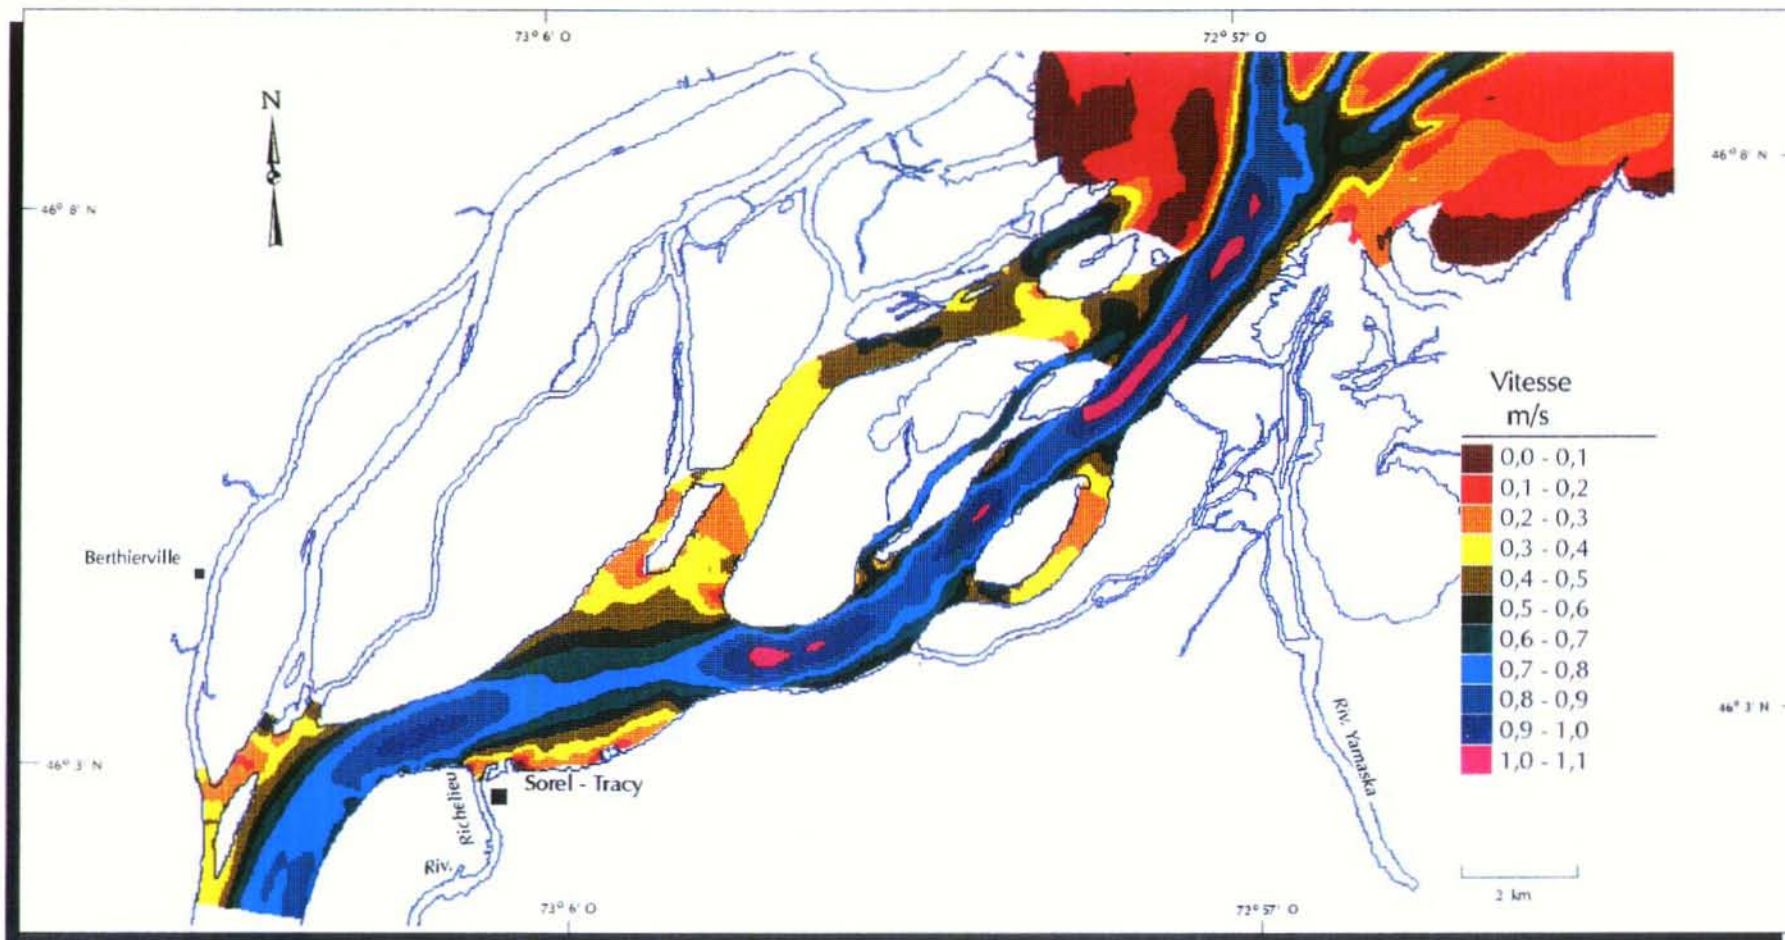 73° 6' O
72° 57' O
N
46° 8' N
46° 8' N
Vitesse
m/s
0,0 - 0,1
0,1 - 0,2
0,2 - 0,3
0,3 - 0,4
0,4 - 0,5
0,5 - 0,6
0,6 - 0,7
0,7 - 0,8
0,8 - 0,9
0,9 - 1,0
1,0 - 1,1
Berthierville
46° 3' N
46° 3' N
Sorel - Tracy
Riv. Richelieu
Riv. Yamaska
2 km
73° 6' O
72° 57' O